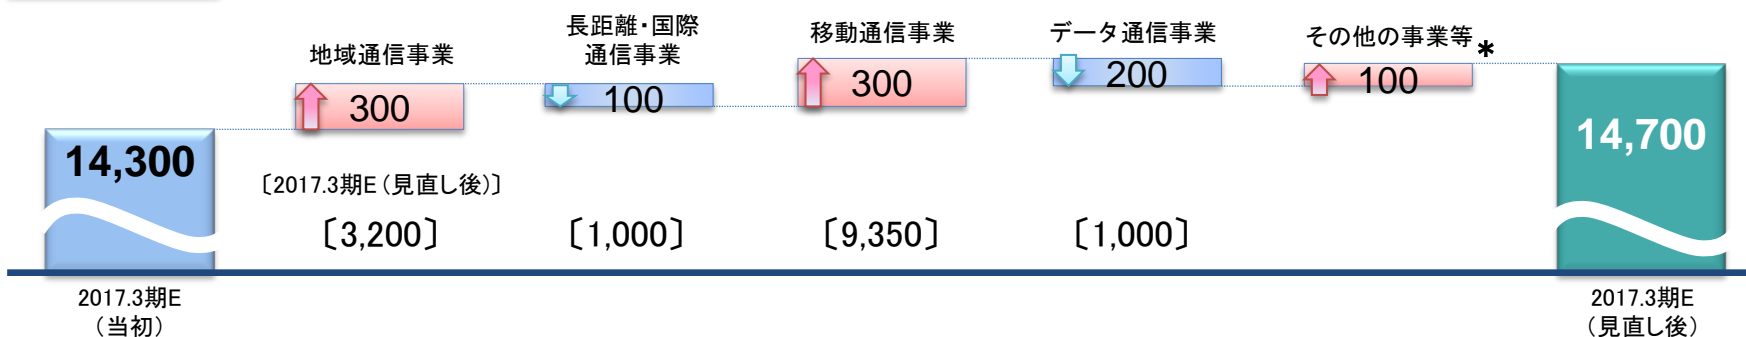 地域通信事業
長距離・国際
通信事業
移動通信事業
データ通信事業
その他の事業等*
300
100
300
200
100
14,300
14,700
〔2017.3期E（見直し後）〕
〔3,200〕
〔1,000〕
〔9,350〕
〔1,000〕
2017.3期E
（当初）
2017.3期E
（見直し後）